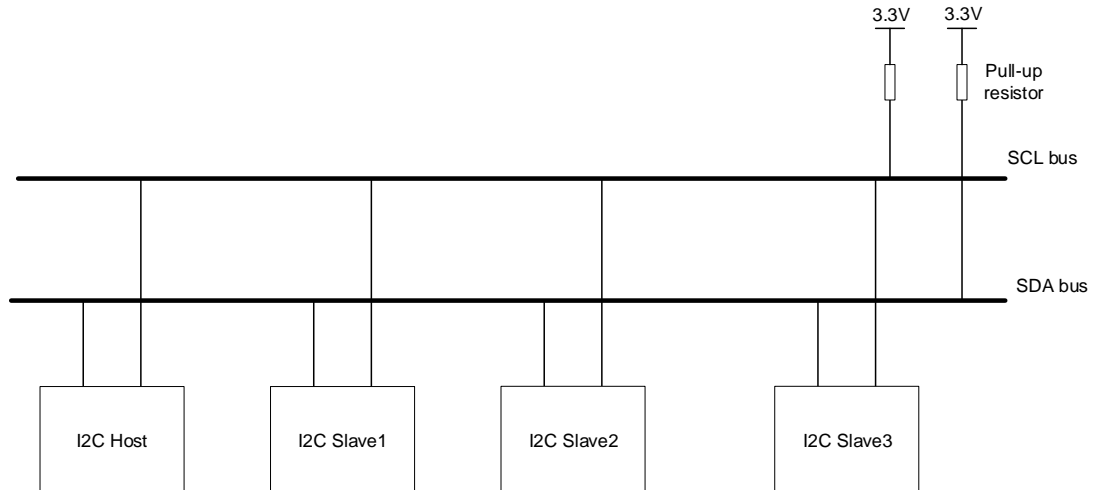 3.3V 3.3V
Pull-up
resistor
SCL bus
SDA bus
I2C Host
I2C Slave1
I2C Slave2
I2C Slave3